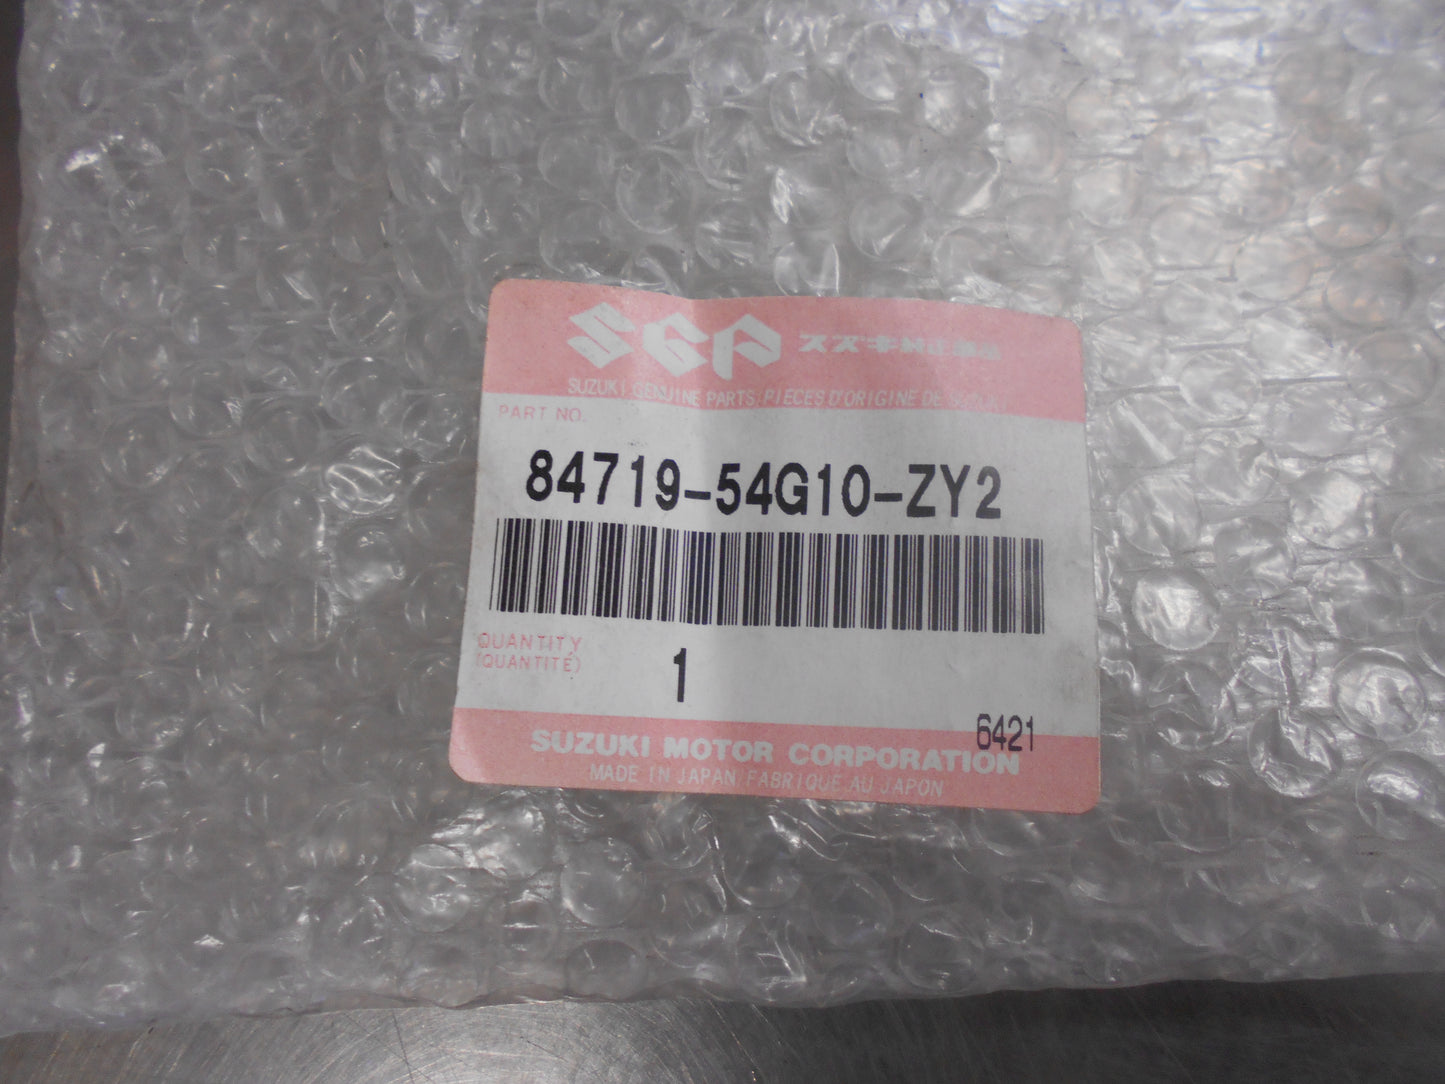 SGP スズキ純正部品
SUZUKI GENUINE PARTS/PIECES D'ORIGINE DE SUZUKI
PART NO.
84719-54G10-ZY2
QUANTITY
(QUANTITÉ)
1
6421
SUZUKI MOTOR CORPORATION
MADE IN JAPAN/FABRIQUÉ AU JAPON